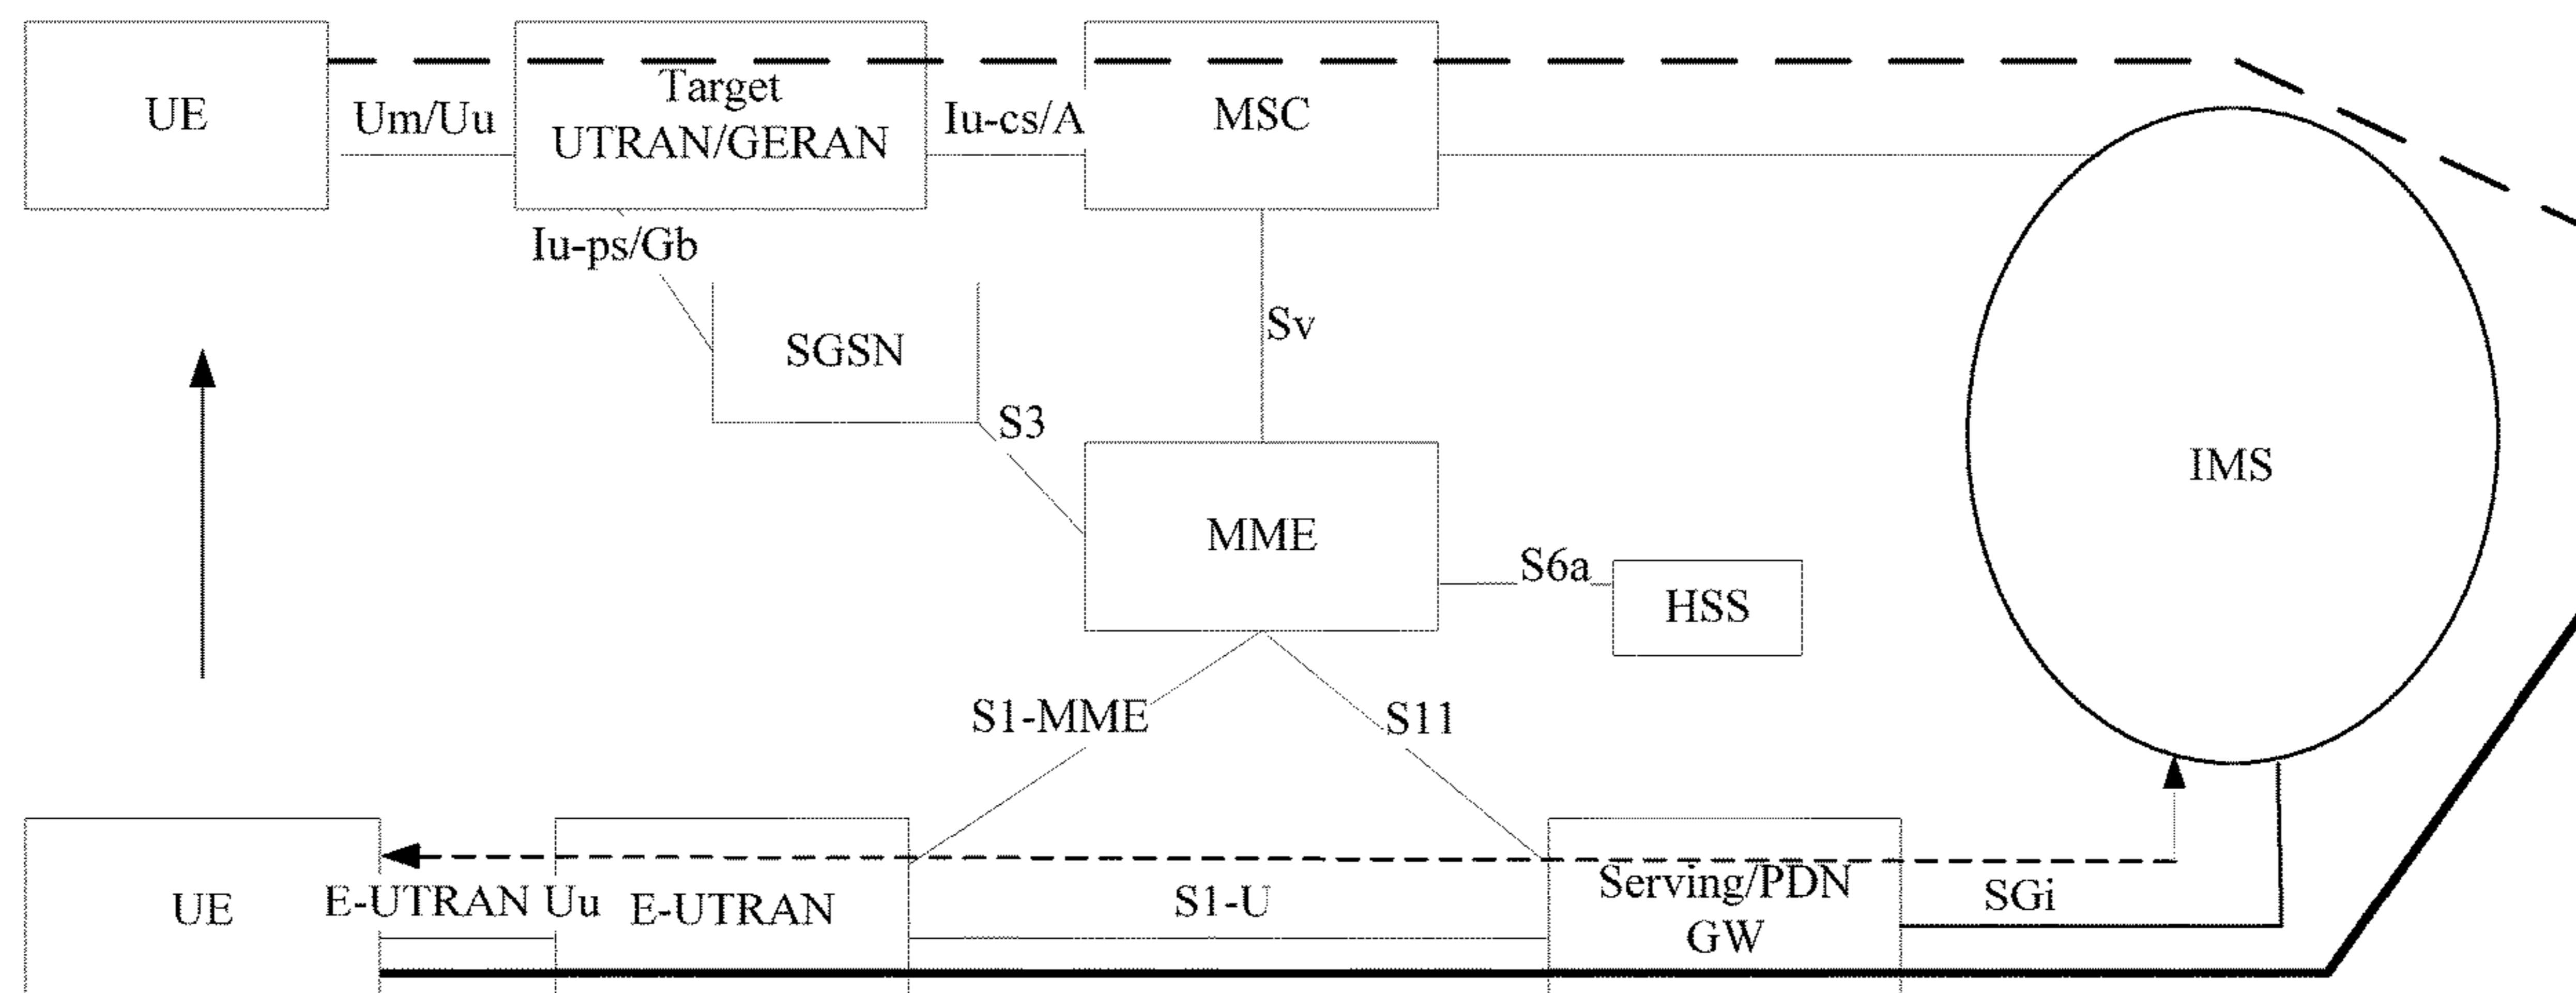 UE
Um/Uu
Target
UTRAN/GERAN
Iu-cs/A
MSC
Iu-ps/Gb
SGSN
Sv
S3
MME
IMS
S6a
HSS
S1-MME
S11
UE
E-UTRAN Uu
E-UTRAN
S1-U
Serving/PDN
GW
SGi